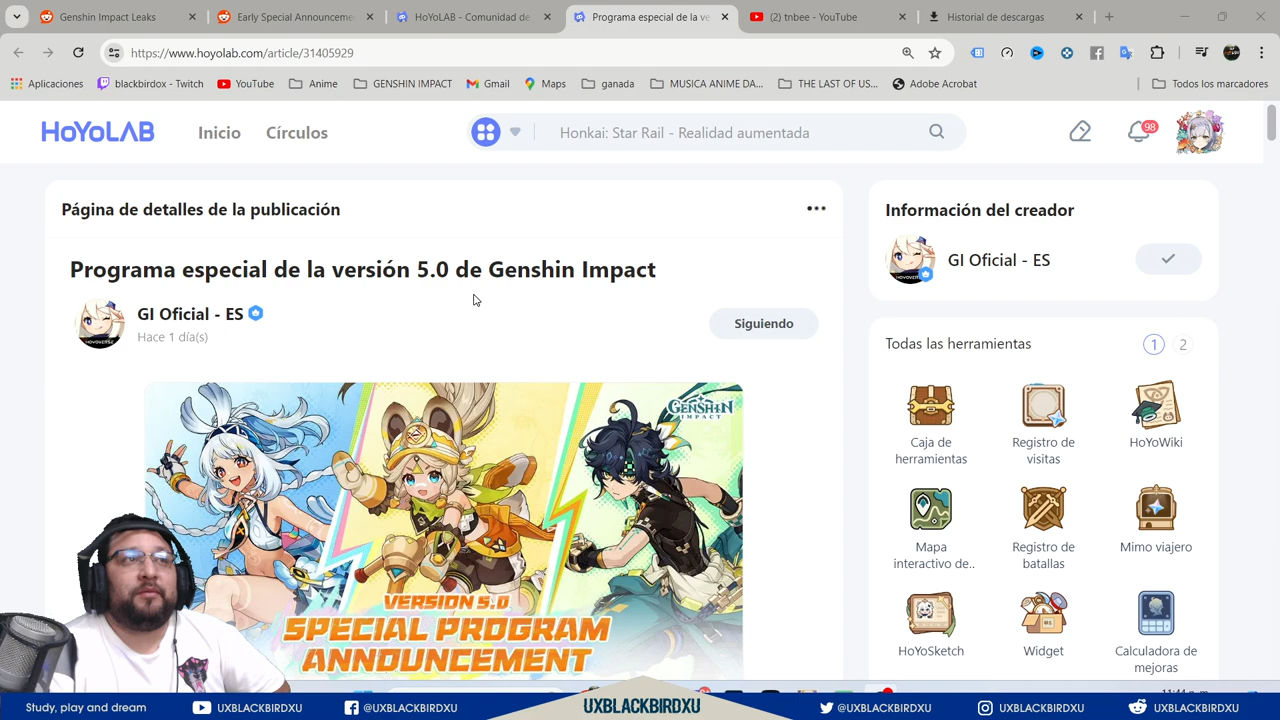 Genshin Impact Leaks
Early Special Announceme
HoYoLAB - Comunidad de
Programa especial de la ve
(2) tnbee - YouTube
Historial de descargas
https://www.hoyolab.com/article/31405929
Aplicaciones
blackbirdox - Twitch
YouTube
Anime
GENSHIN IMPACT
Gmail
Maps
ganada
MUSICA ANIME DA...
THE LAST OF US...
Adobe Acrobat
Todos los marcadores
HoYoLAB
Inicio
Círculos
Honkai: Star Rail - Realidad aumentada
98
Página de detalles de la publicación
Programa especial de la versión 5.0 de Genshin Impact
GI Oficial - ES
Hace 1 día(s)
Siguiendo
GENSHIN
IMPACT
VERSION 5.0
SPECIAL PROGRAM
ANNOUNCEMENT
Información del creador
GI Oficial - ES
Todas las herramientas
1 2
Caja de
herramientas
Registro de
visitas
HoYoWiki
Mapa
interactivo de..
Registro de
batallas
Mimo viajero
HoYoSketch
Widget
Calculadora de
mejoras
Study, play and dream
UXBLACKBIRDXU
@UXBLACKBIRDXU
UXBLACKBIRDXU
@UXBLACKBIRDXU
UXBLACKBIRDXU
UXBLACKBIRDXU